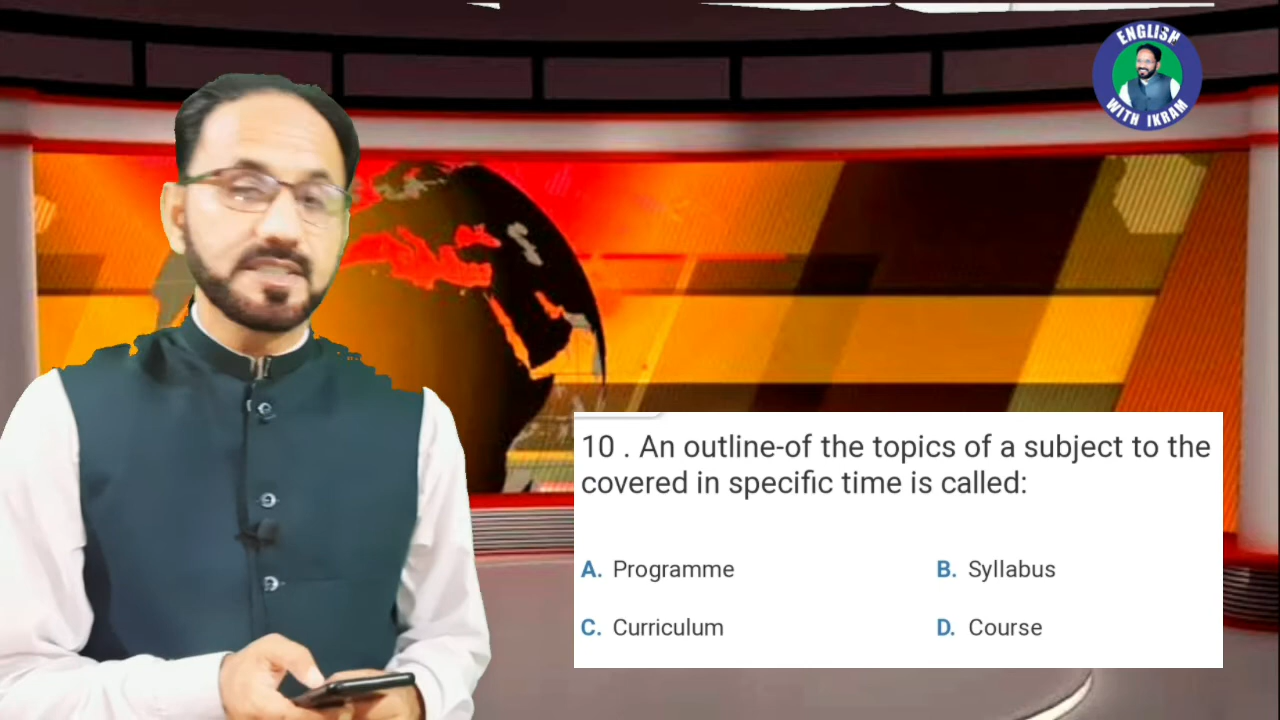 ENGLISH
WITH IKRAM
10 . An outline-of the topics of a subject to the
covered in specific time is called:
A. Programme
B. Syllabus
C. Curriculum
D. Course